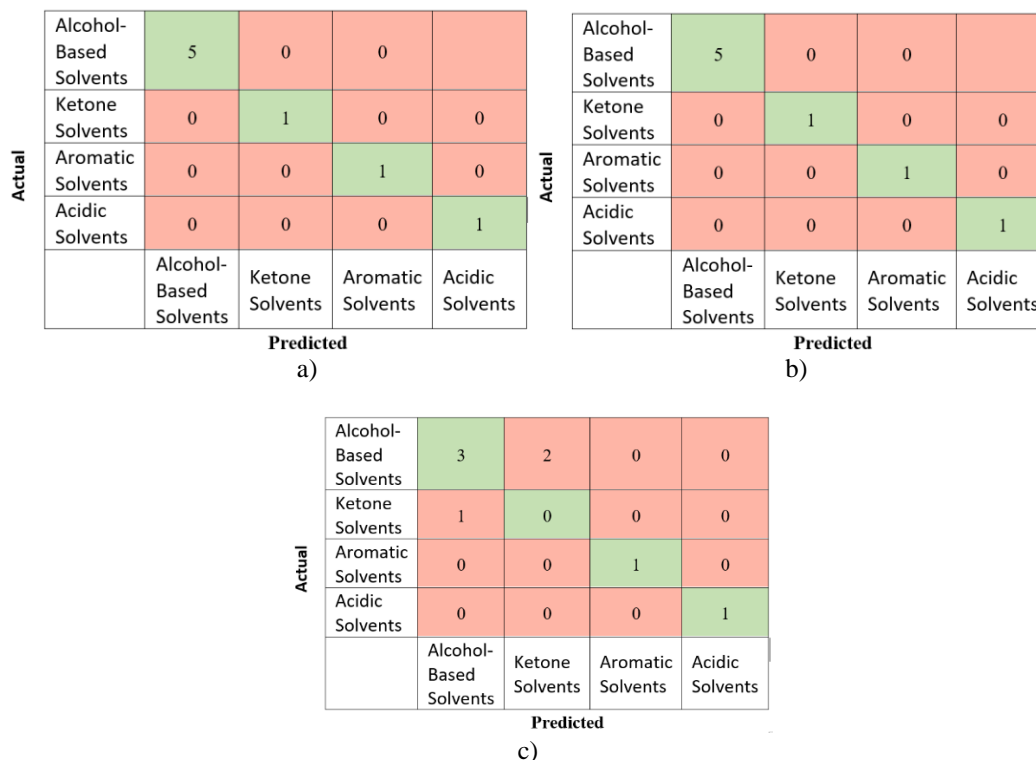 Actual
Alcohol-
Based
Solvents
5 0 0
Ketone
Solvents
0 1 0 0
Aromatic
Solvents
0 0 1 0
Acidic
Solvents
0 0 0 1
Alcohol-
Based
Solvents
Ketone
Solvents
Aromatic
Solvents
Acidic
Solvents
Predicted
a)
Actual
Alcohol-
Based
Solvents
5 0 0
Ketone
Solvents
0 1 0 0
Aromatic
Solvents
0 0 1 0
Acidic
Solvents
0 0 0 1
Alcohol-
Based
Solvents
Ketone
Solvents
Aromatic
Solvents
Acidic
Solvents
Predicted
b)
Actual
Alcohol-
Based
Solvents
3 2 0 0
Ketone
Solvents
1 0 0 0
Aromatic
Solvents
0 0 1 0
Acidic
Solvents
0 0 0 1
Alcohol-
Based
Solvents
Ketone
Solvents
Aromatic
Solvents
Acidic
Solvents
Predicted
c)